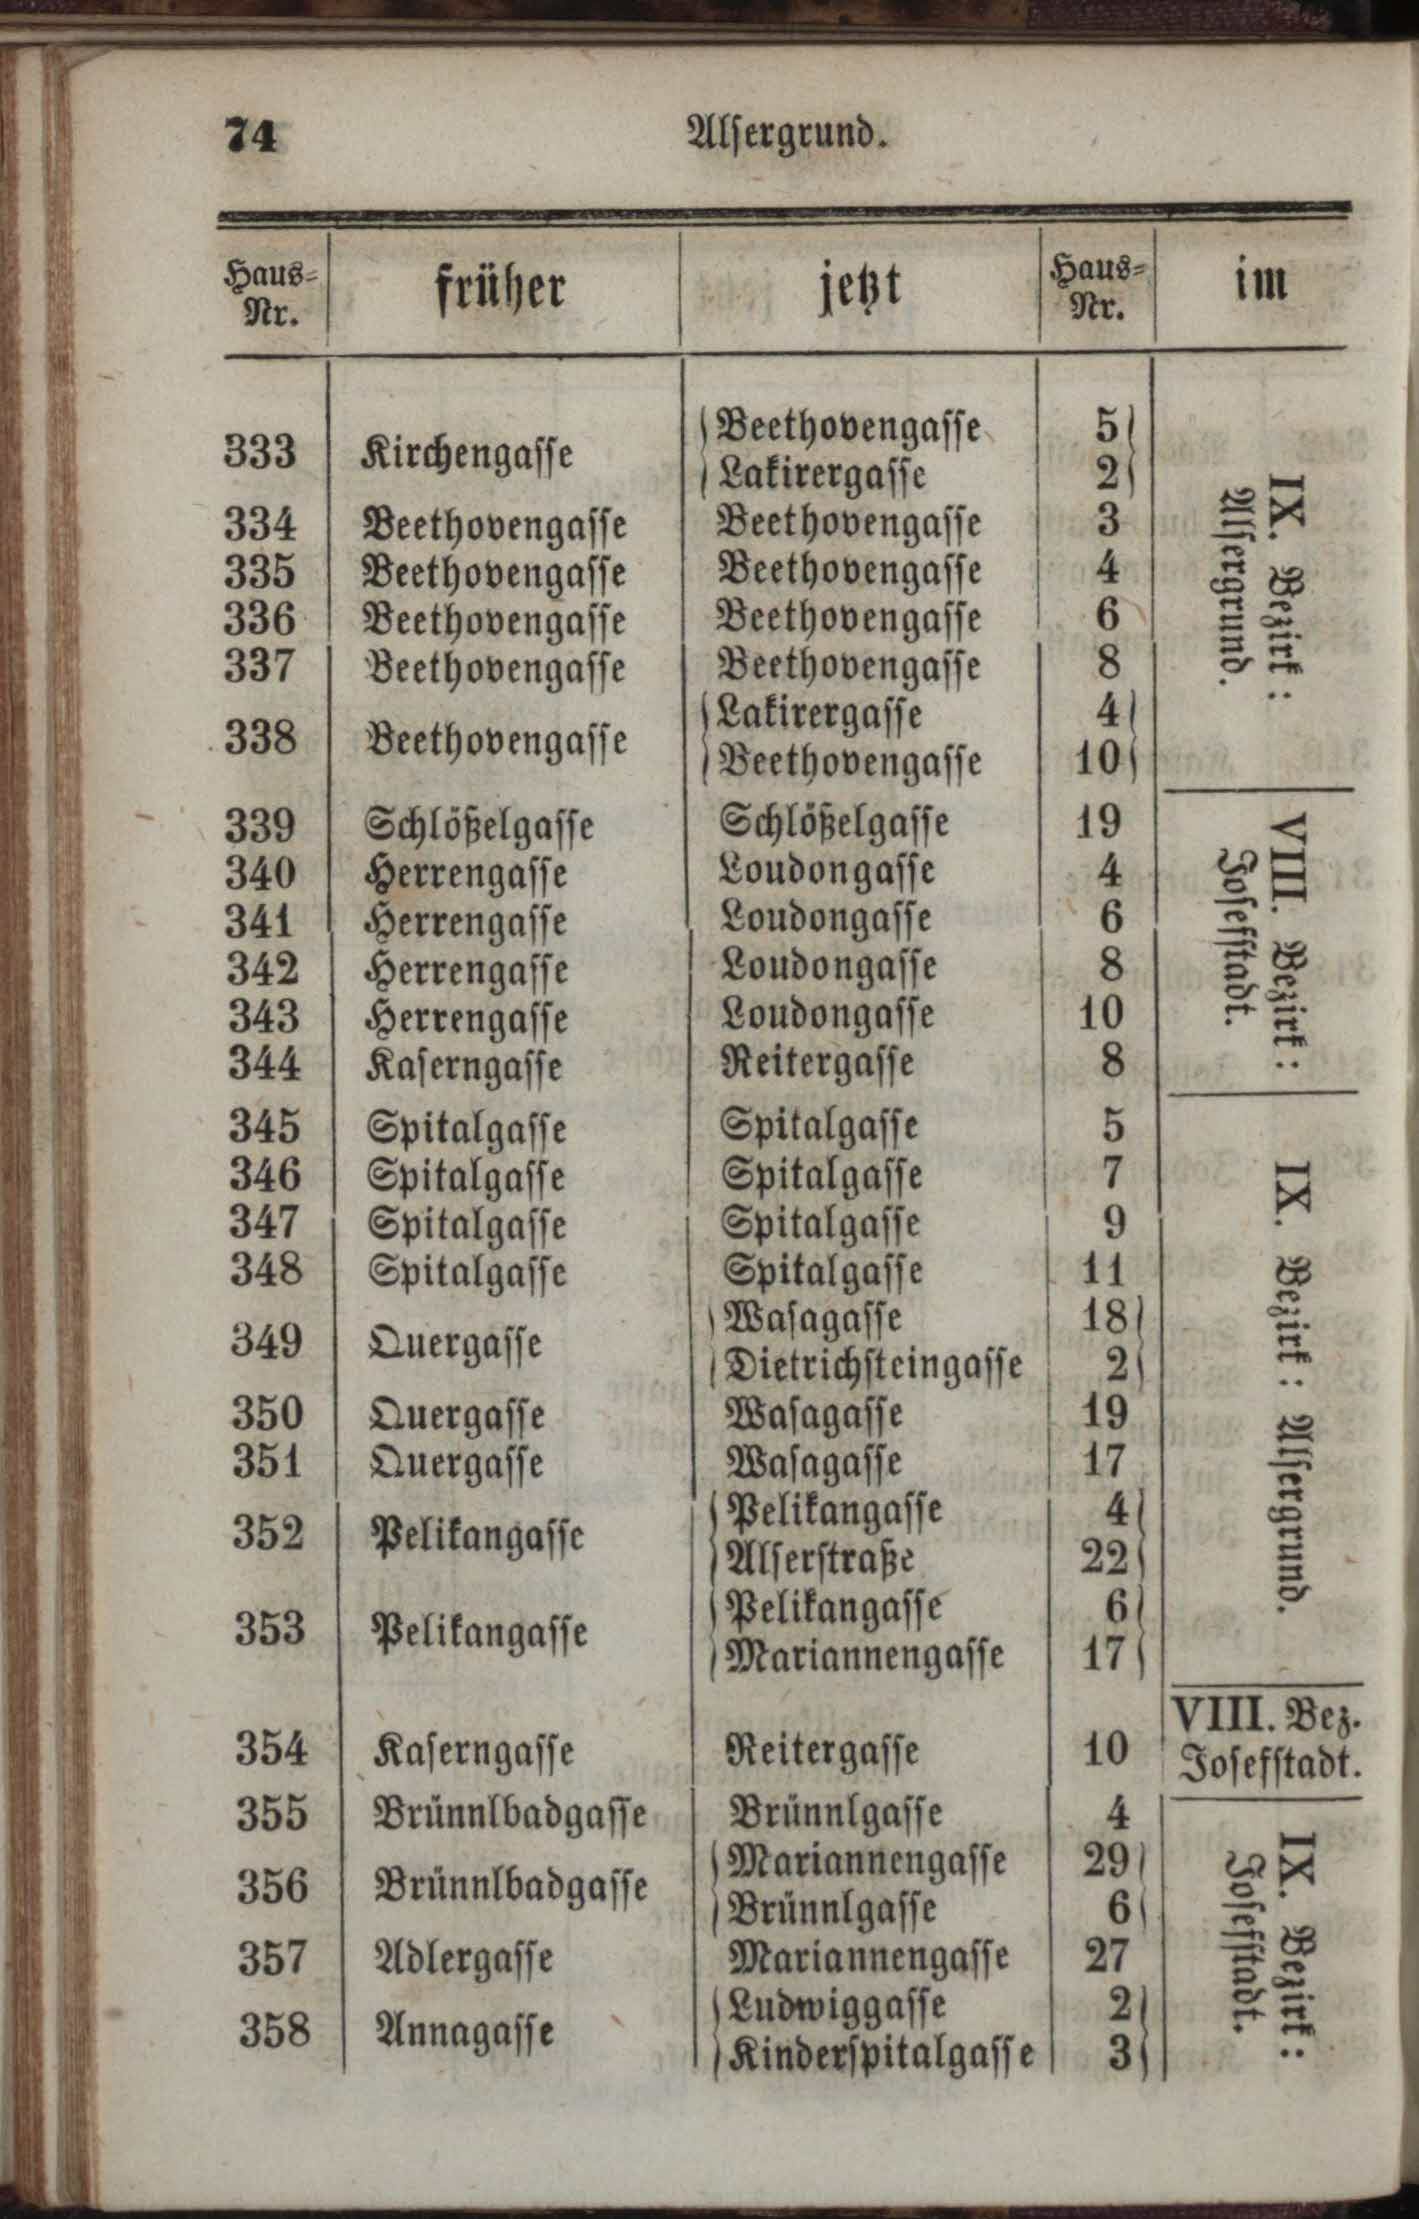 74 Alsergrund.
Haus-Nr. früher jetzt Haus-Nr. im
333 Kirchengasse Beethovengasse 5
Lakirergasse 2
334 Beethovengasse Beethovengasse 3
335 Beethovengasse Beethovengasse 4
336 Beethovengasse Beethovengasse 6
337 Beethovengasse Beethovengasse 8
338 Beethovengasse Lakirergasse 4
Beethovengasse 10
IX. Bezirk:
Alsergrund.
339 Schlößelgasse Schlößelgasse 19
340 Herrengasse Loudongasse 4
341 Herrengasse Loudongasse 6
342 Herrengasse Loudongasse 8
343 Herrengasse Loudongasse 10
344 Kaserngasse Reitergasse 8
VIII. Bezirk:
Josefstadt.
345 Spitalgasse Spitalgasse 5
346 Spitalgasse Spitalgasse 7
347 Spitalgasse Spitalgasse 9
348 Spitalgasse Spitalgasse 11
349 Quergasse Wasagasse 18
Dietrichsteingasse 2
350 Quergasse Wasagasse 19
351 Quergasse Wasagasse 17
352 Pelikangasse Pelikangasse 4
Alserstraße 22
353 Pelikangasse Pelikangasse 6
Mariannengasse 17
IX. Bezirk: Alsergrund.
354 Kaserngasse Reitergasse 10
VIII. Bez.
Josefstadt.
355 Brünnlbadgasse Brünnlgasse 4
356 Brünnlbadgasse Mariannengasse 29
Brünnlgasse 6
357 Adlergasse Mariannengasse 27
358 Annagasse Ludwiggasse 2
Kinderspitalgasse 3
IX. Bezirk:
Josefstadt.